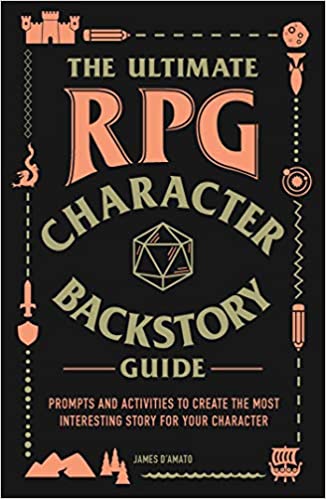 THE ULTIMATE
RPG
CHARACTER
BACKSTORY
GUIDE
PROMPTS AND ACTIVITIES TO CREATE THE MOST
INTERESTING STORY FOR YOUR CHARACTER
JAMES D'AMATO